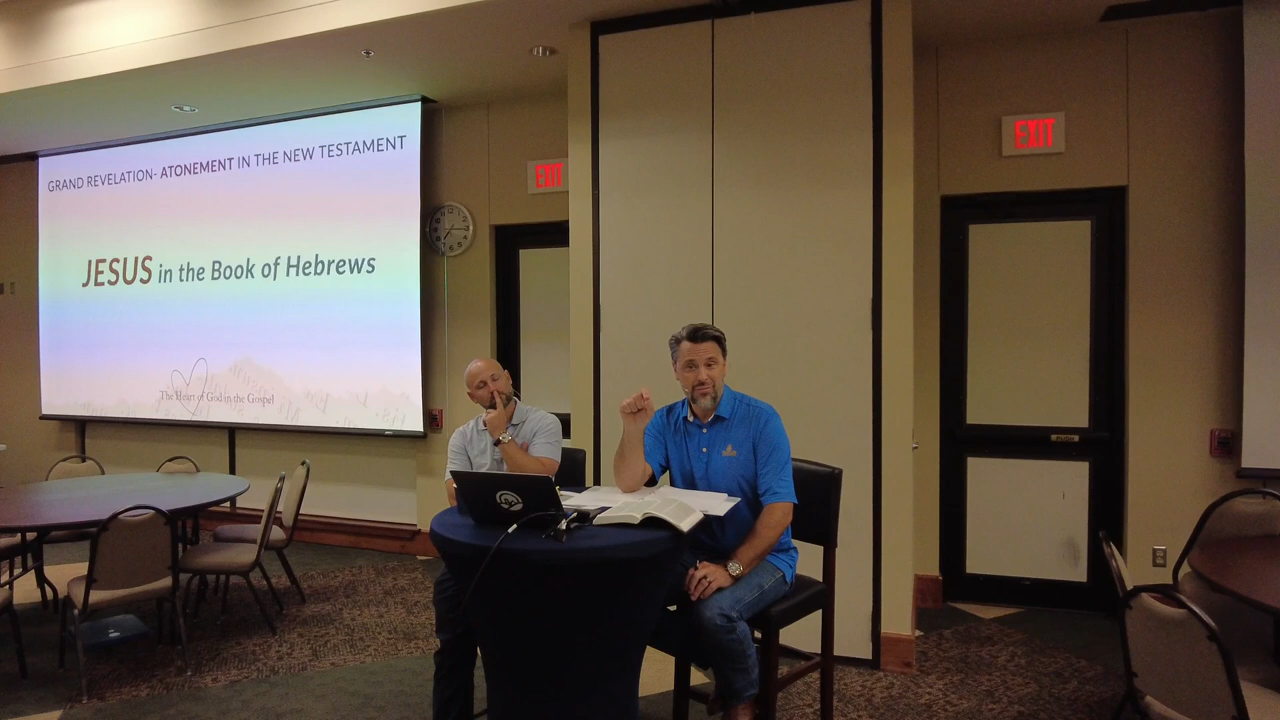 GRAND REVELATION- ATONEMENT IN THE NEW TESTAMENT
JESUS in the Book of Hebrews
The Heart of God in the Gospel
EXIT
EXIT